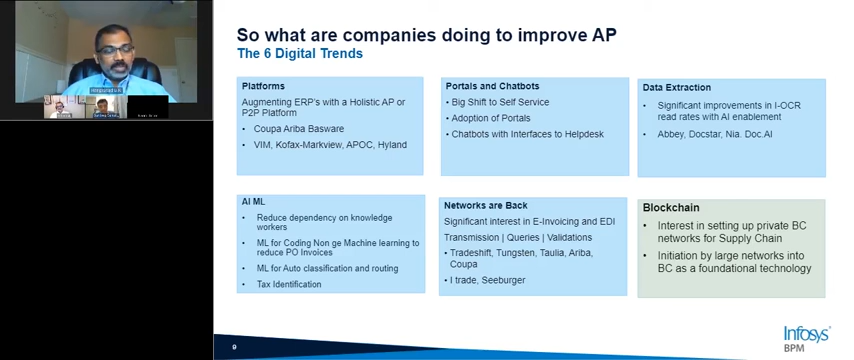 So what are companies doing to improve AP
The 6 Digital Trends
Platforms
Augmenting ERP's with a Holistic AP or
P2P Platform
• Coupa Ariba Basware
• VIM, Kofax-Markview, APOC, Hyland
Portals and Chatbots
• Big Shift to Self Service
• Adoption of Portals
• Chatbots with Interfaces to Helpdesk
Data Extraction
• Significant improvements in I-OCR
read rates with AI enablement
• Abbey, Docstar, Nia. Doc.AI
AI ML
• Reduce dependency on knowledge
workers
• ML for Coding Non ge Machine learning to
reduce PO Invoices
• ML for Auto classification and routing
• Tax Identification
Networks are Back
Significant interest in E-Invoicing and EDI
Transmission | Queries | Validations
• Tradeshift, Tungsten, Taulia, Ariba,
Coupa
• I trade, Seeburger
Blockchain
• Interest in setting up private BC
networks for Supply Chain
• Initiation by large networks into
BC as a foundational technology
9
Infosys®
BPM